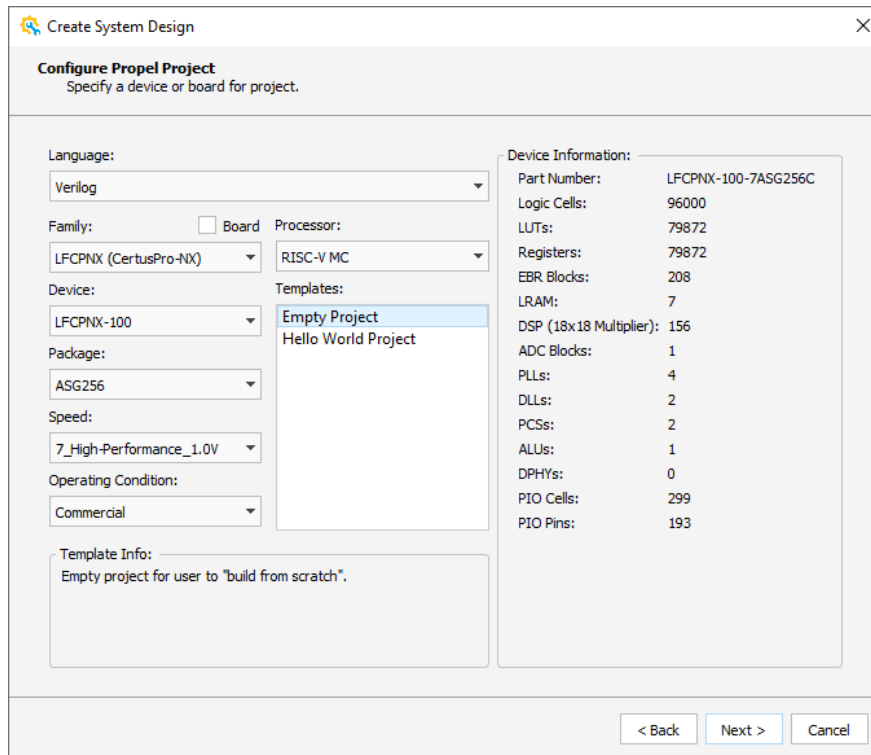 Create System Design
Configure Propel Project
Specify a device or board for project.
Language:
Verilog
Family:
Board
Processor:
LFCPNX (CertusPro-NX)
RISC-V MC
Device:
Templates:
LFCPNX-100
Empty Project
Hello World Project
Package:
ASG256
Speed:
7_High-Performance_1.0V
Operating Condition:
Commercial
Template Info:
Empty project for user to "build from scratch".
Device Information:
Part Number: LFCPNX-100-7ASG256C
Logic Cells: 96000
LUTs: 79872
Registers: 79872
EBR Blocks: 208
LRAM: 7
DSP (18x18 Multiplier): 156
ADC Blocks: 1
PLLs: 4
DLLs: 2
PCSs: 2
ALUs: 1
DPHYs: 0
PIO Cells: 299
PIO Pins: 193
< Back
Next >
Cancel